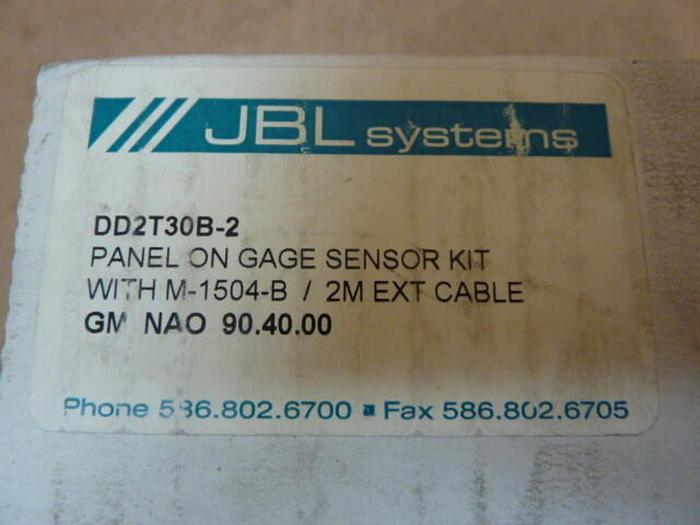 JBL systems
DD2T30B-2
PANEL ON GAGE SENSOR KIT
WITH M-1504-B / 2M EXT CABLE
GM NAO 90.40.00
Phone 586.802.6700 ▪ Fax 586.802.6705